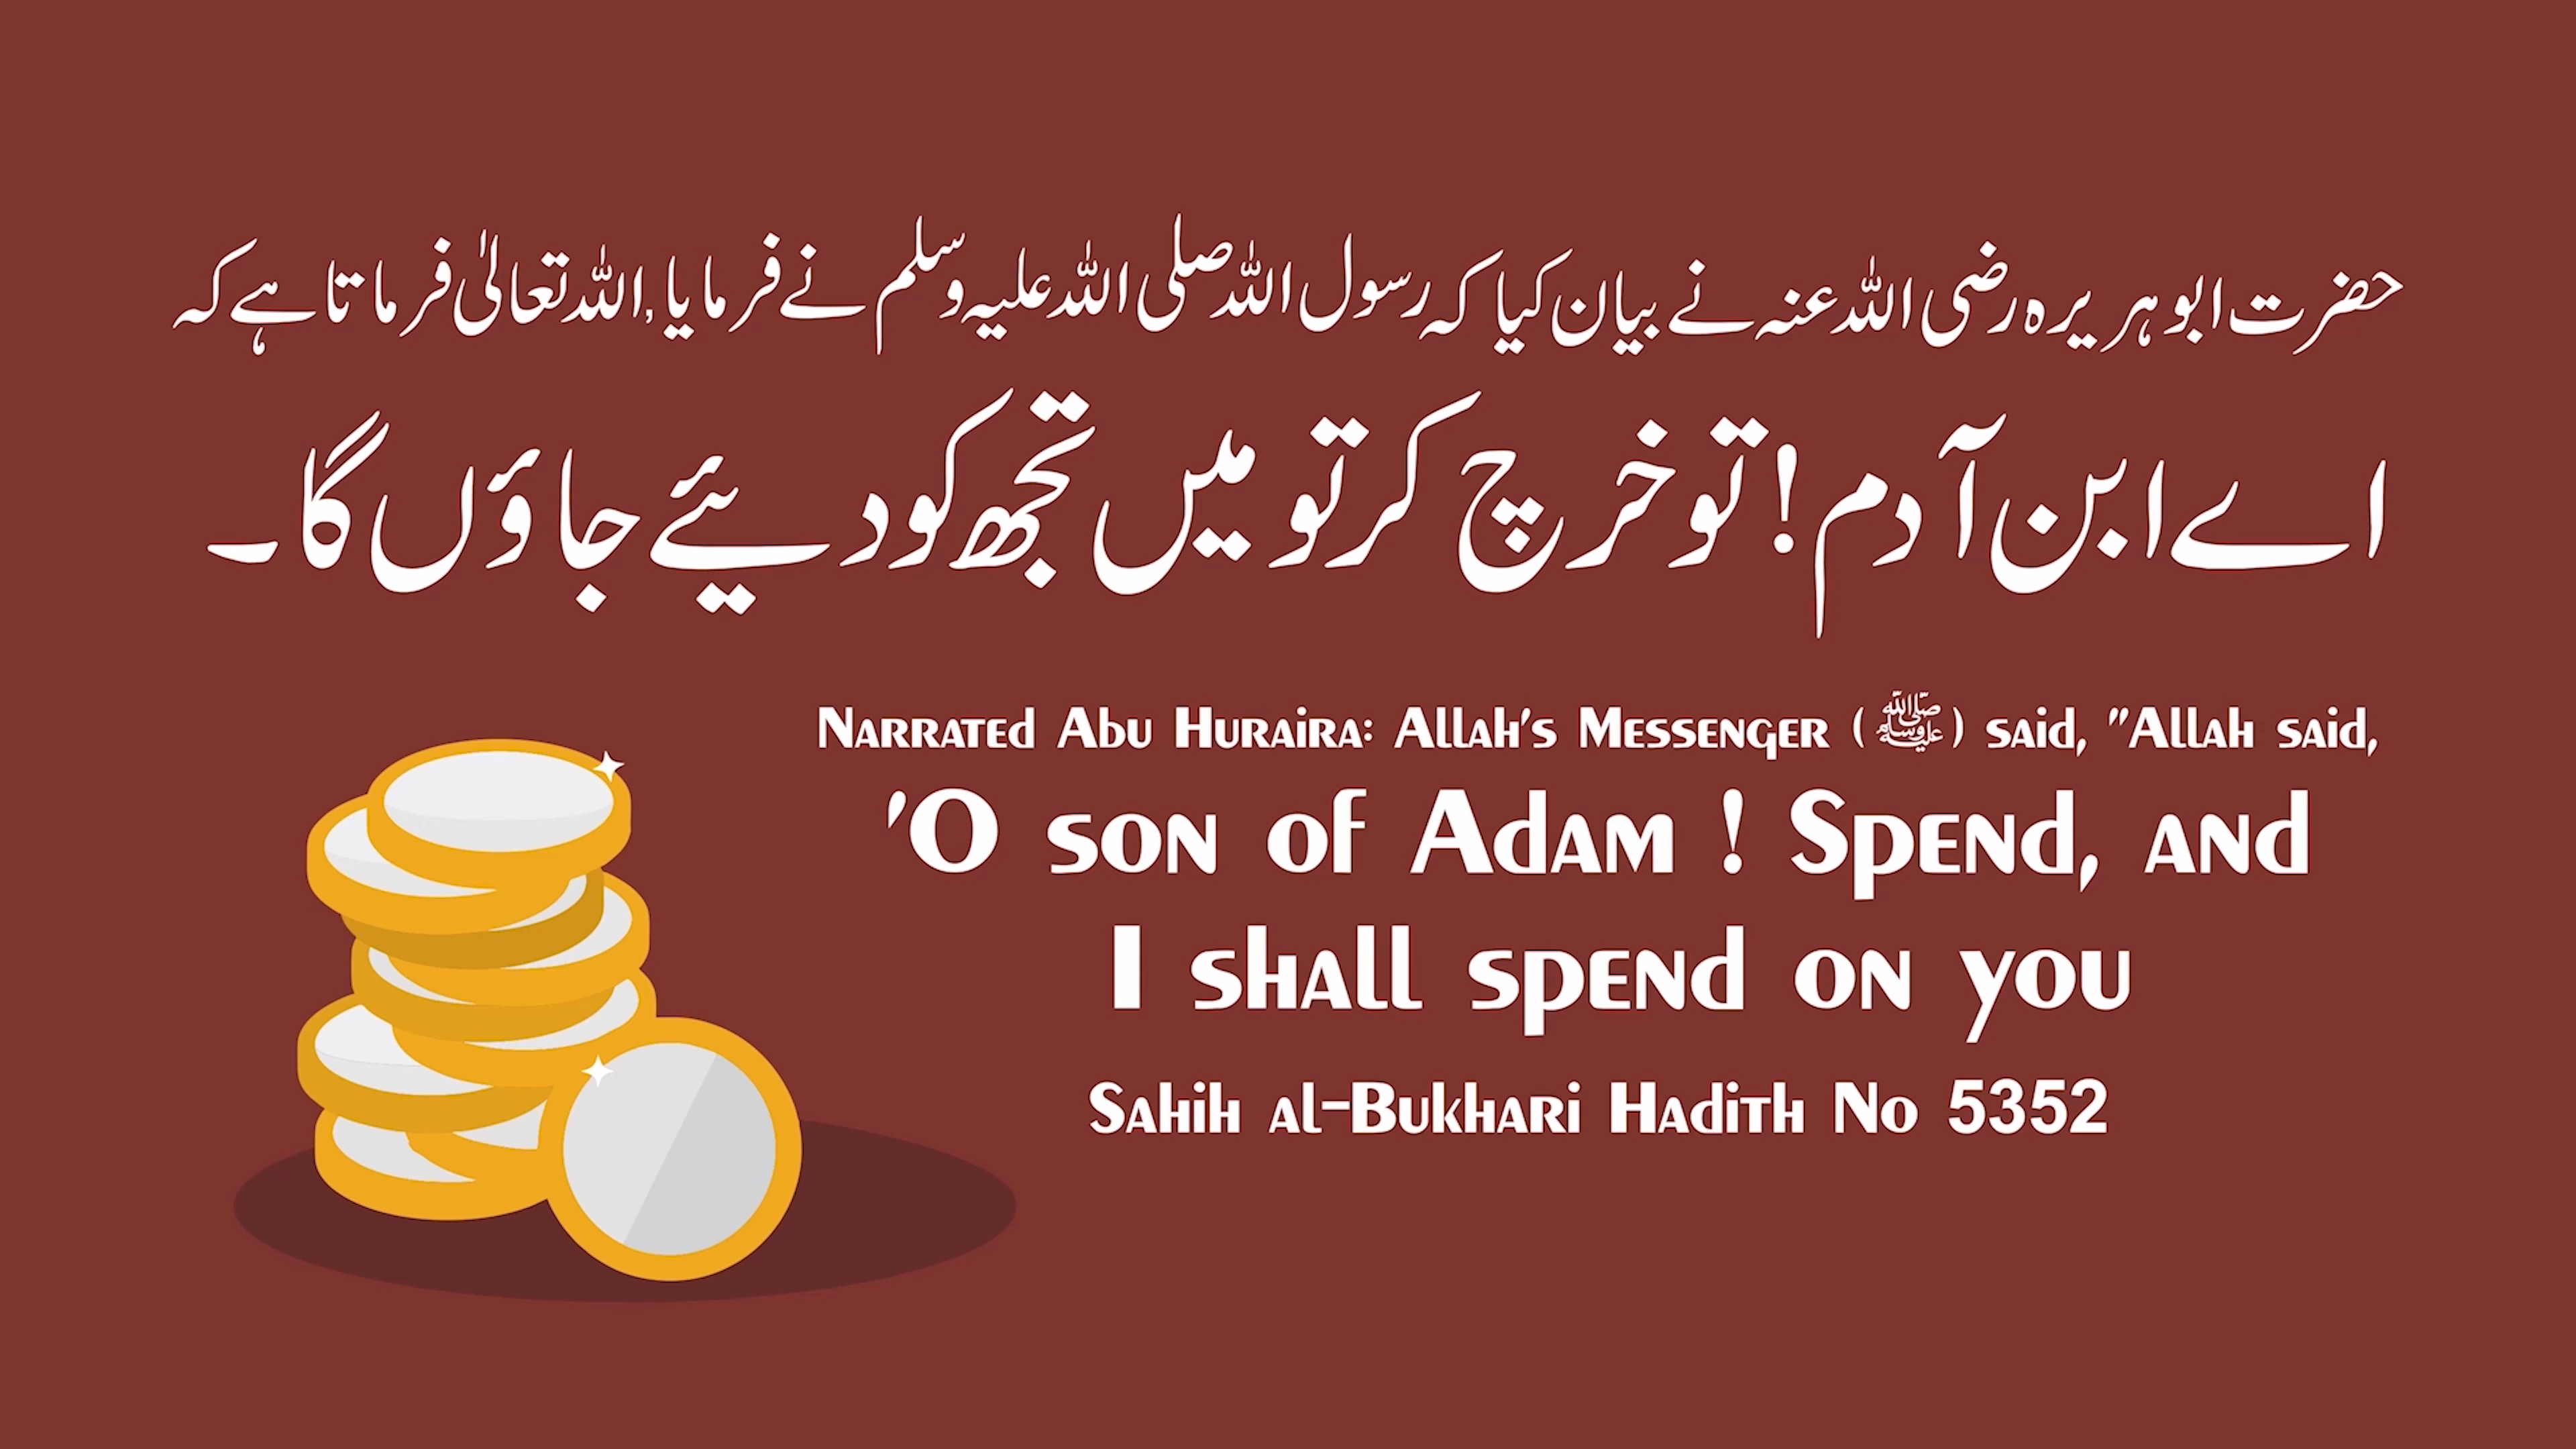 حضرت ابو ہریرہ رضی اللہ عنہ نے بیان کیا کہ رسول اللہ صلی اللہ علیہ وسلم نے فرمایا, اللہ تعالیٰ فرماتا ہے کہ
اے ابن آدم! تو خرچ کر تو میں تجھ کو دیئے جاؤں گا۔
Narrated Abu Huraira: Allah's Messenger (ﷺ) said, "Allah said,
'O son of Adam ! Spend, and
I shall spend on you
Sahih al-Bukhari Hadith No 5352